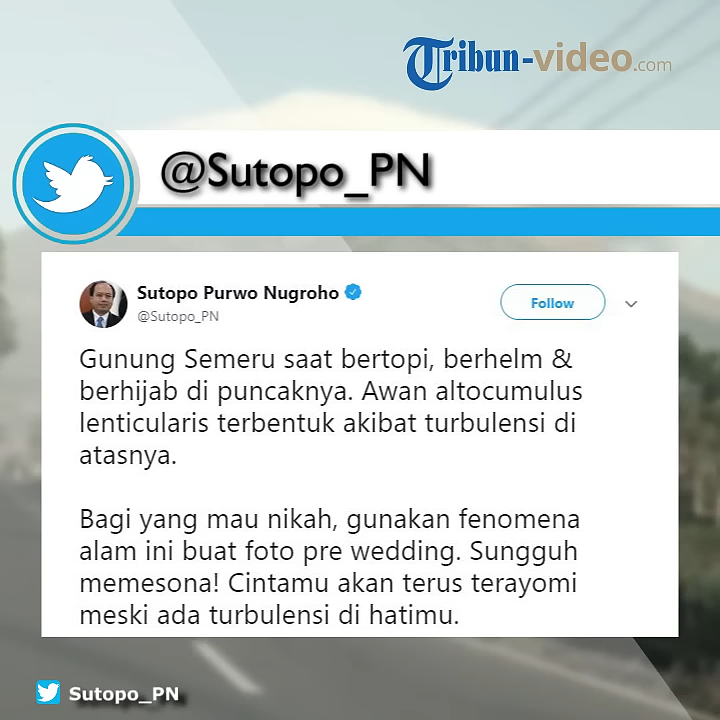 Tribun-video.com
@Sutopo_PN
Sutopo Purwo Nugroho
@Sutopo_PN
Follow
Gunung Semeru saat bertopi, berhelm &
berhijab di puncaknya. Awan altocumulus
lenticularis terbentuk akibat turbulensi di
atasnya.
Bagi yang mau nikah, gunakan fenomena
alam ini buat foto pre wedding. Sungguh
memesona! Cintamu akan terus terayomi
meski ada turbulensi di hatimu.
Sutopo_PN